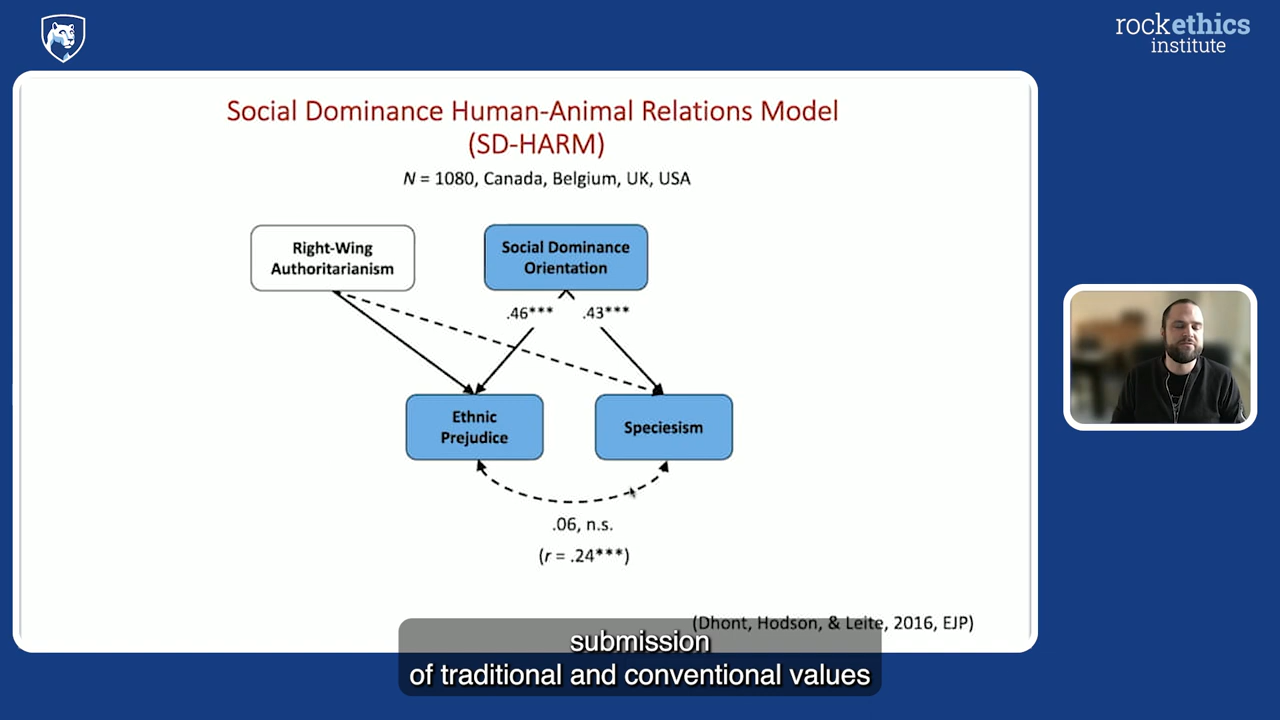 rockethics
institute
Social Dominance Human-Animal Relations Model
(SD-HARM)
N = 1080, Canada, Belgium, UK, USA
Right-Wing
Authoritarianism
Social Dominance
Orientation
.46*** .43***
Ethnic
Prejudice
Speciesism
.06, n.s.
(r = .24***)
(Dhont, Hodson, & Leite, 2016, EJP)
submission
of traditional and conventional values